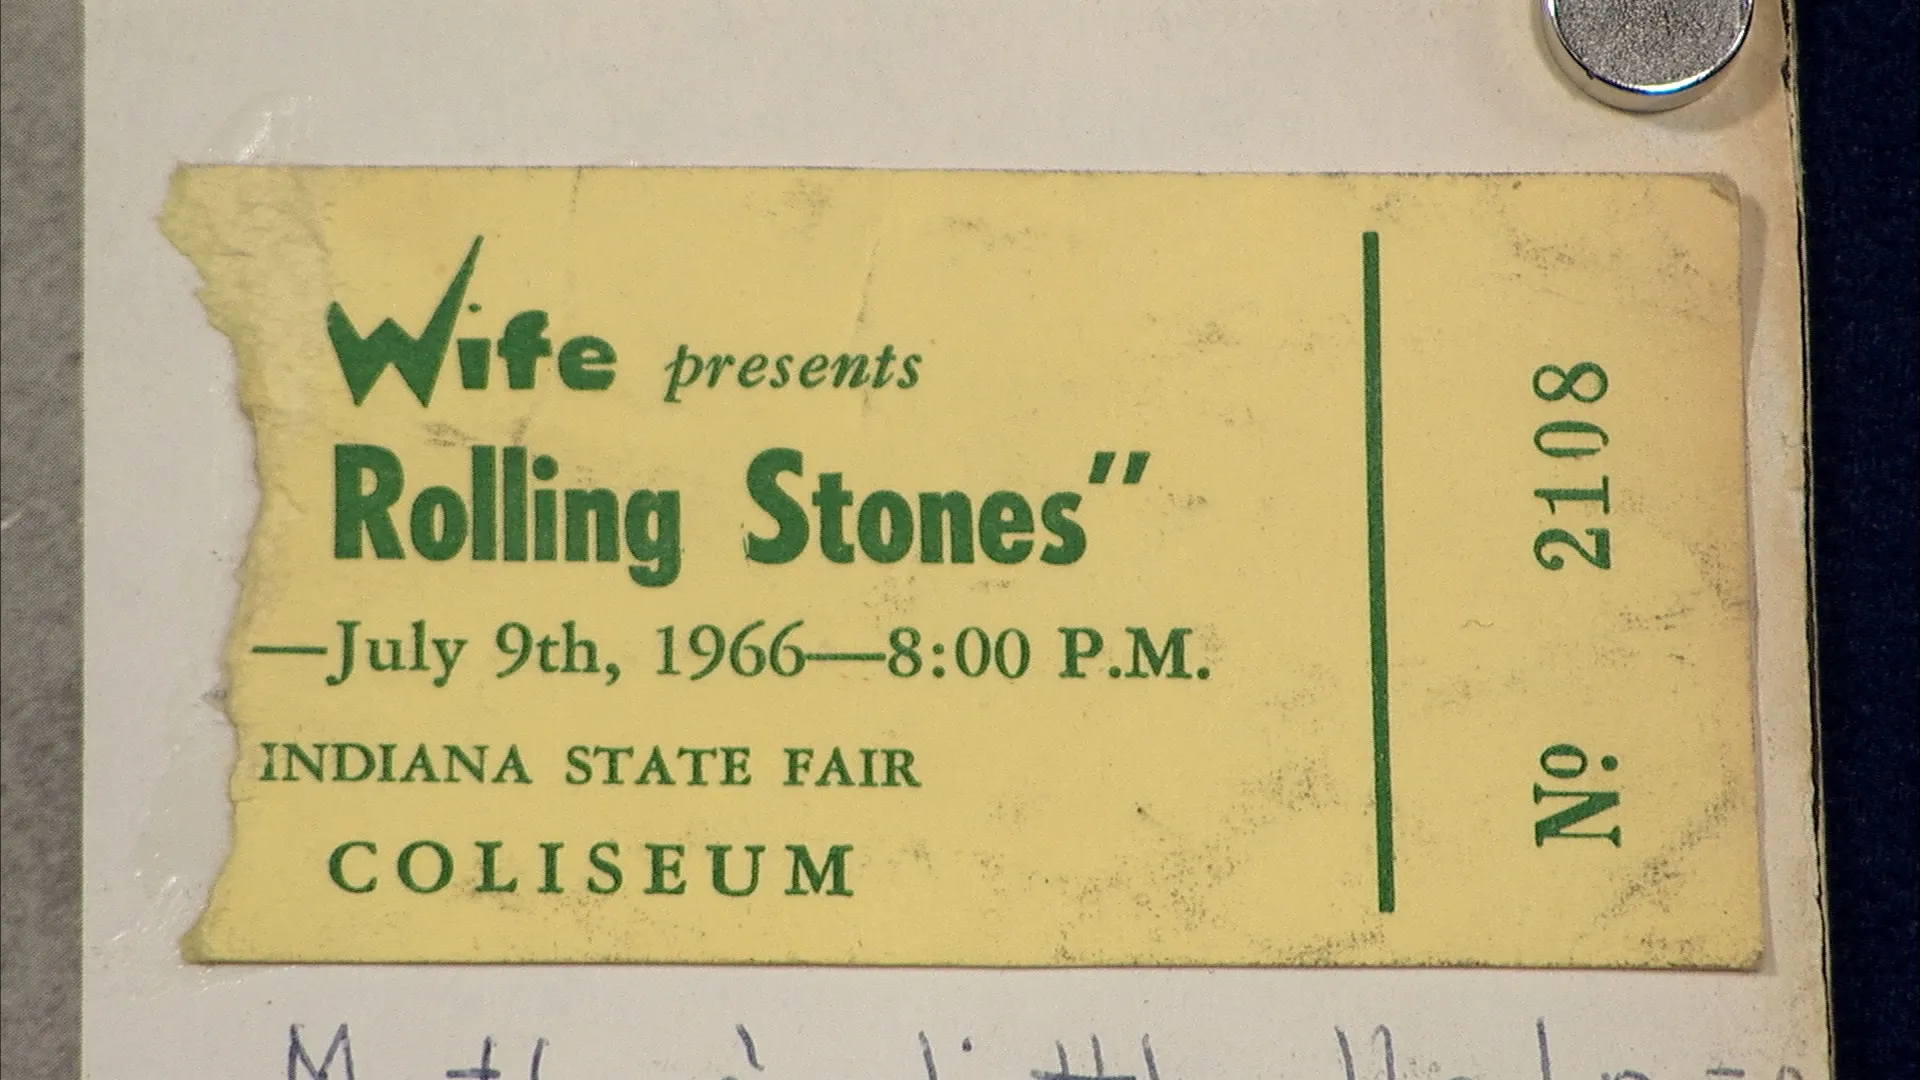 Wife presents
Rolling Stones”
—July 9th, 1966—8:00 P.M.
INDIANA STATE FAIR
COLISEUM
No. 2108